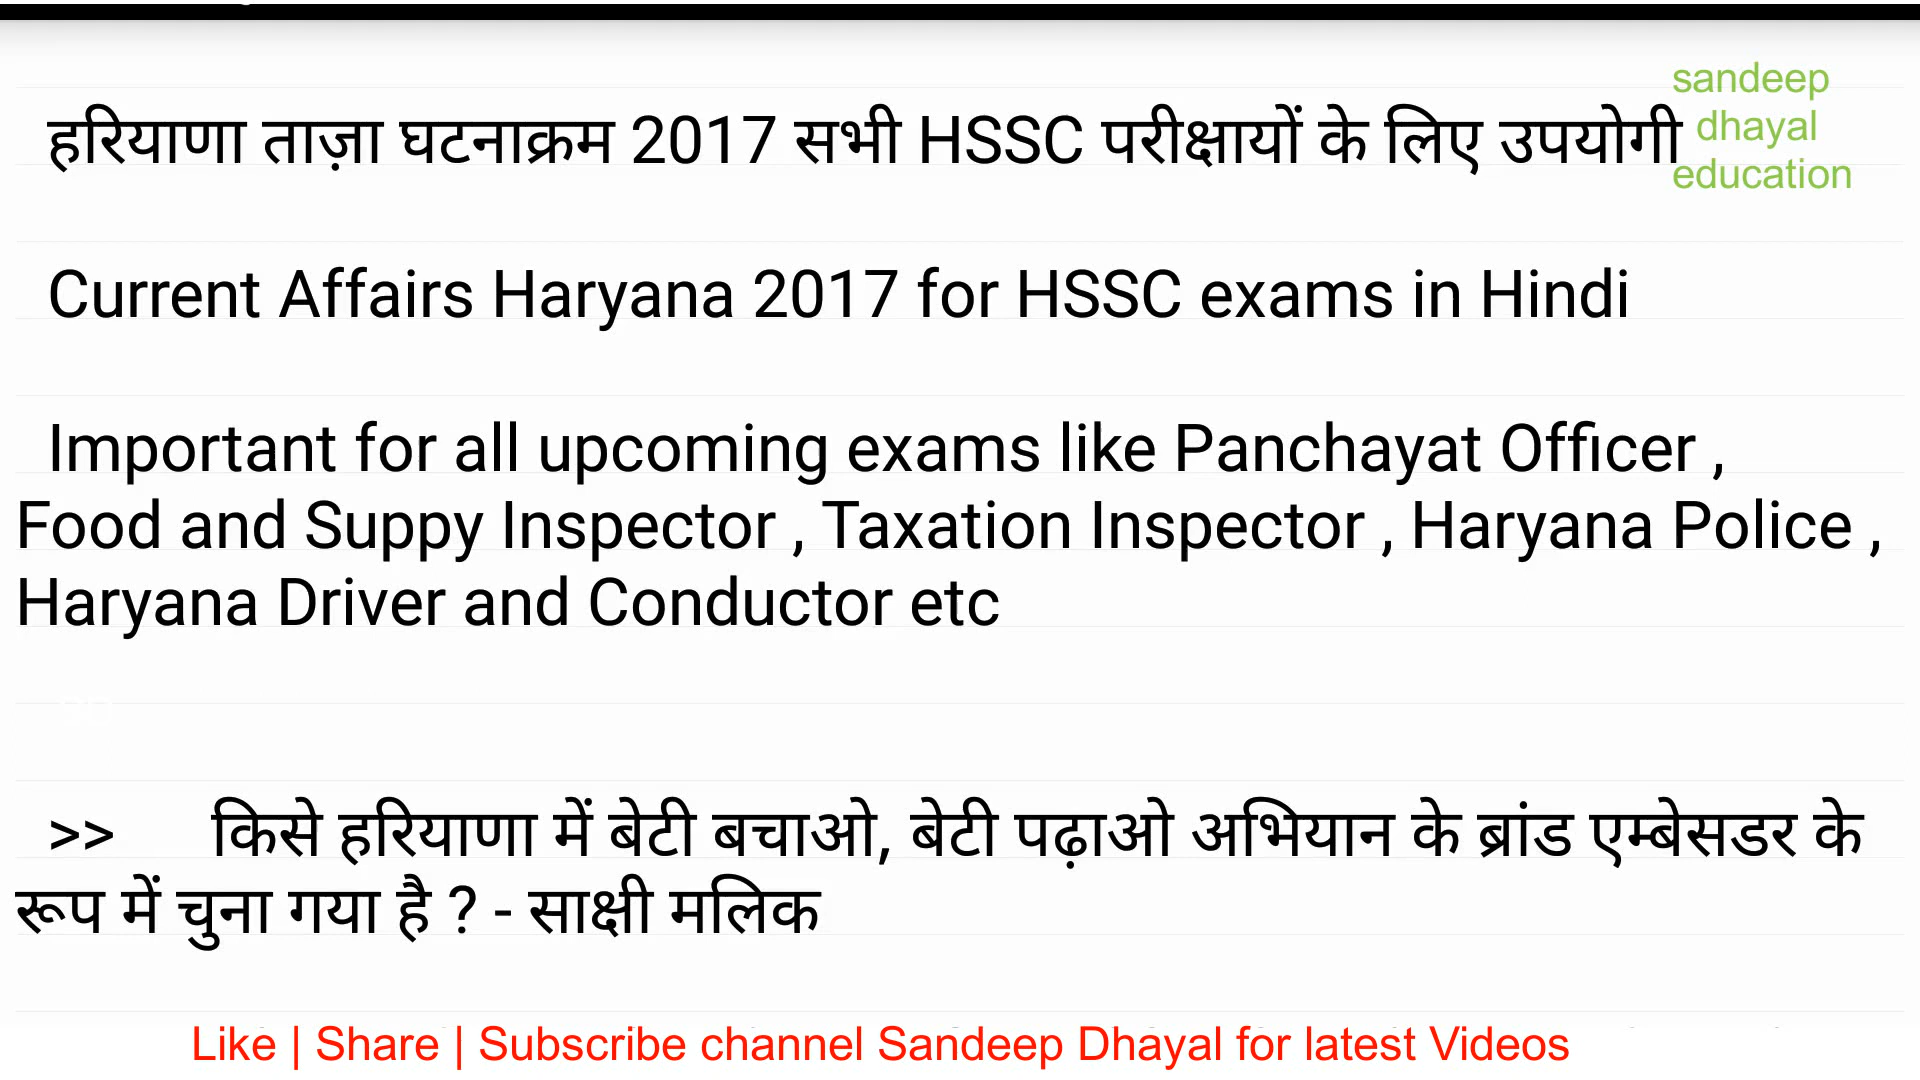 हरियाणा ताज़ा घटनाक्रम 2017 सभी HSSC परीक्षायों के लिए उपयोगी
sandeep
dhayal
education
Current Affairs Haryana 2017 for HSSC exams in Hindi
Important for all upcoming exams like Panchayat Officer ,
Food and Suppy Inspector , Taxation Inspector , Haryana Police ,
Haryana Driver and Conductor etc
>> किसे हरियाणा में बेटी बचाओ, बेटी पढ़ाओ अभियान के ब्रांड एम्बेसडर के
रूप में चुना गया है ? - साक्षी मलिक
Like | Share | Subscribe channel Sandeep Dhayal for latest Videos